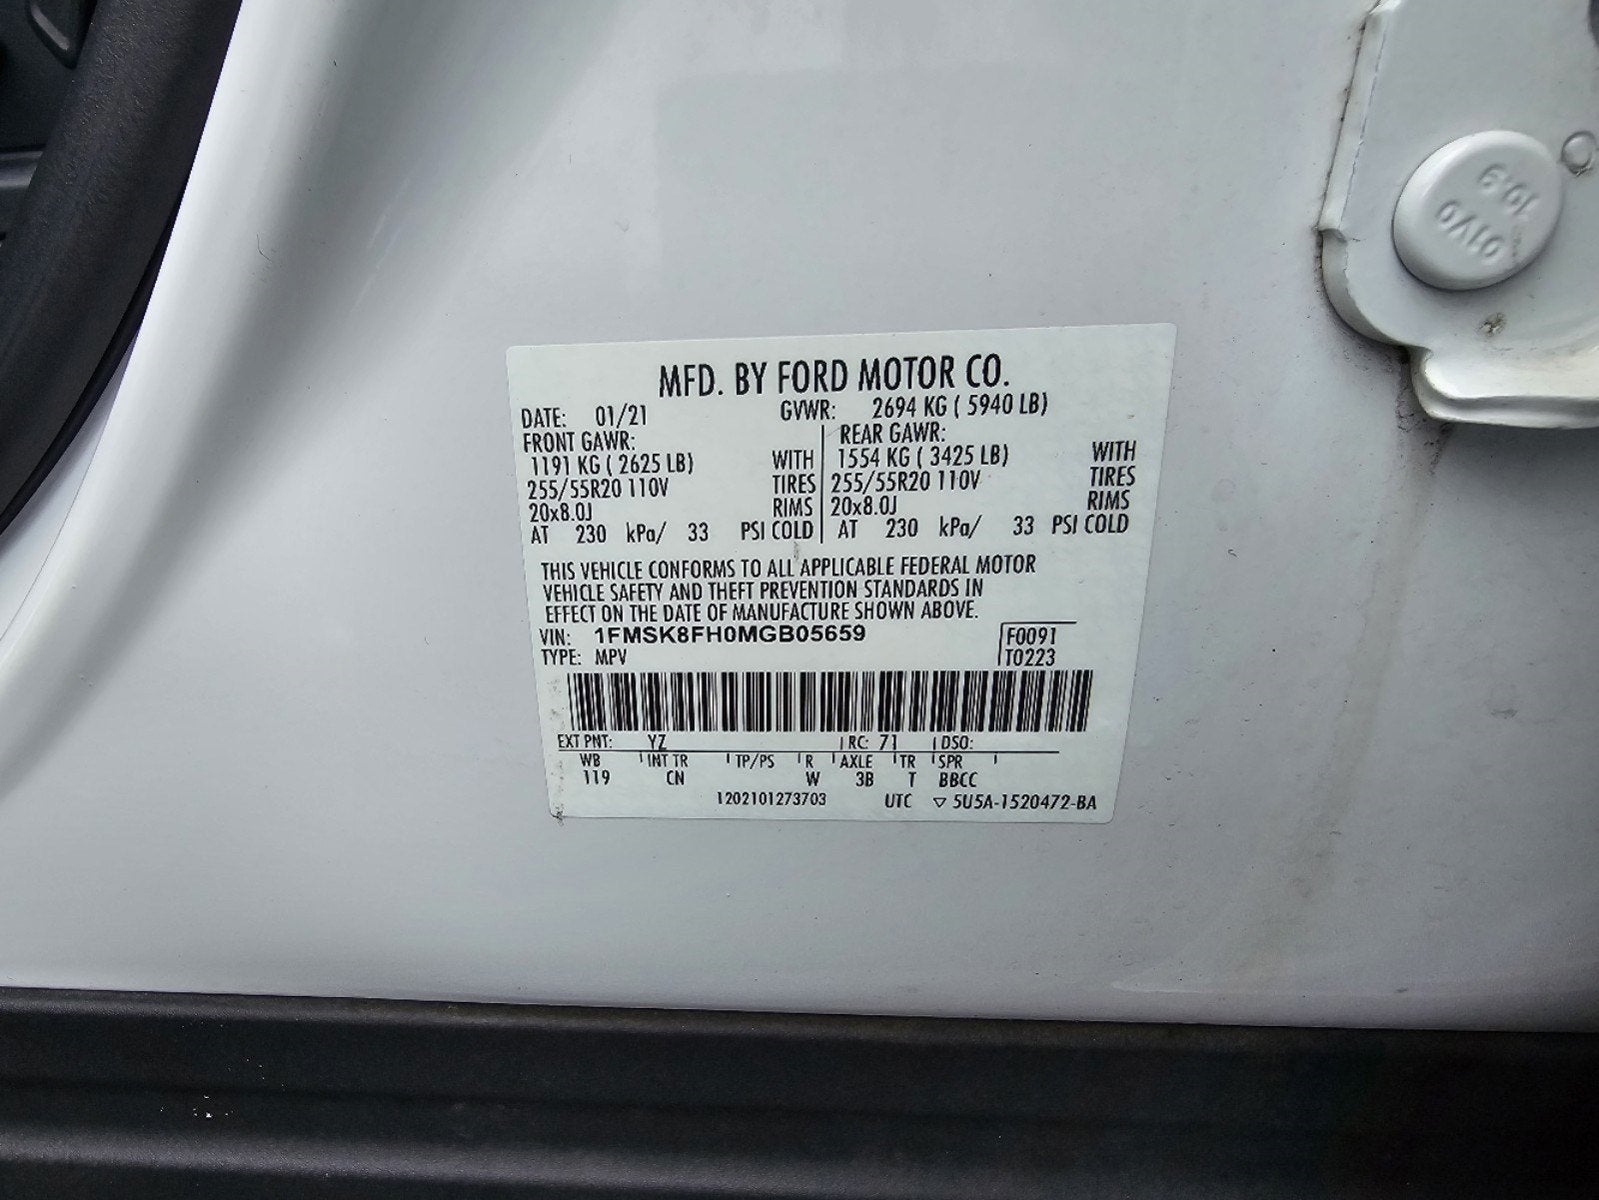 MFD. BY FORD MOTOR CO.
DATE: 01/21 GVWR: 2694 KG ( 5940 LB)
FRONT GAWR: REAR GAWR:
1191 KG ( 2625 LB) WITH 1554 KG ( 3425 LB) WITH
255/55R20 110V TIRES 255/55R20 110V TIRES
20x8.0J RIMS 20x8.0J RIMS
AT 230 kPa/ 33 PSI COLD AT 230 kPa/ 33 PSI COLD
THIS VEHICLE CONFORMS TO ALL APPLICABLE FEDERAL MOTOR
VEHICLE SAFETY AND THEFT PREVENTION STANDARDS IN
EFFECT ON THE DATE OF MANUFACTURE SHOWN ABOVE.
VIN: 1FMSK8FH0MGB05659 F0091
TYPE: MPV T0223
EXT PNT: YZ RC: 71 DSO:
WB INT TR TP/PS R AXLE TR SPR
119 CN W 3B T BBCC
1202101273703 UTC ▽ 5U5A-1520472-BA
10.9